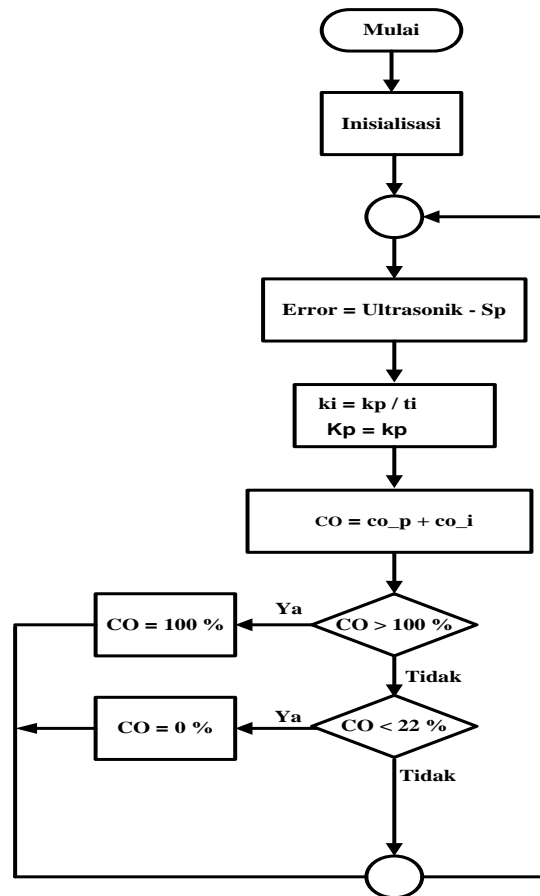 Mulai
Inisialisasi
Error = Ultrasonik - Sp
ki = kp / ti
Kp = kp
CO = co_p + co_i
CO = 100 %
Ya
CO > 100 %
Tidak
CO = 0 %
Ya
CO < 22 %
Tidak